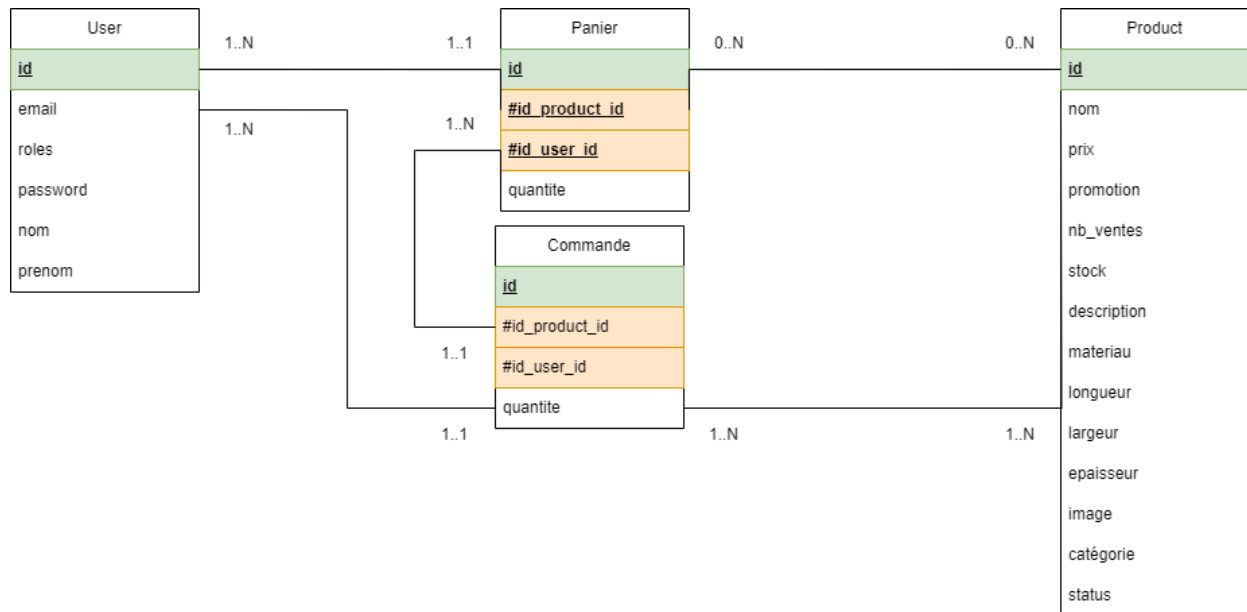 User
id
email
roles
password
nom
prenom
1..N
1..1
1..N
Panier
id
#id_product_id
#id_user_id
quantite
1..N
Commande
id
#id_product_id
#id_user_id
quantite
1..1
1..1
0..N
0..N
1..N
1..N
Product
id
nom
prix
promotion
nb_ventes
stock
description
materiau
longueur
largeur
epaisseur
image
catégorie
status